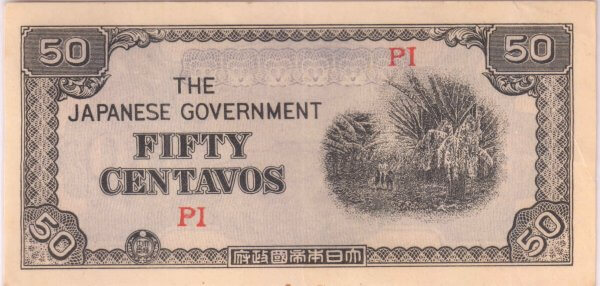 50
50
PI
THE
JAPANESE GOVERNMENT
FIFTY
CENTAVOS
PI
50
府政國帝本日大
50